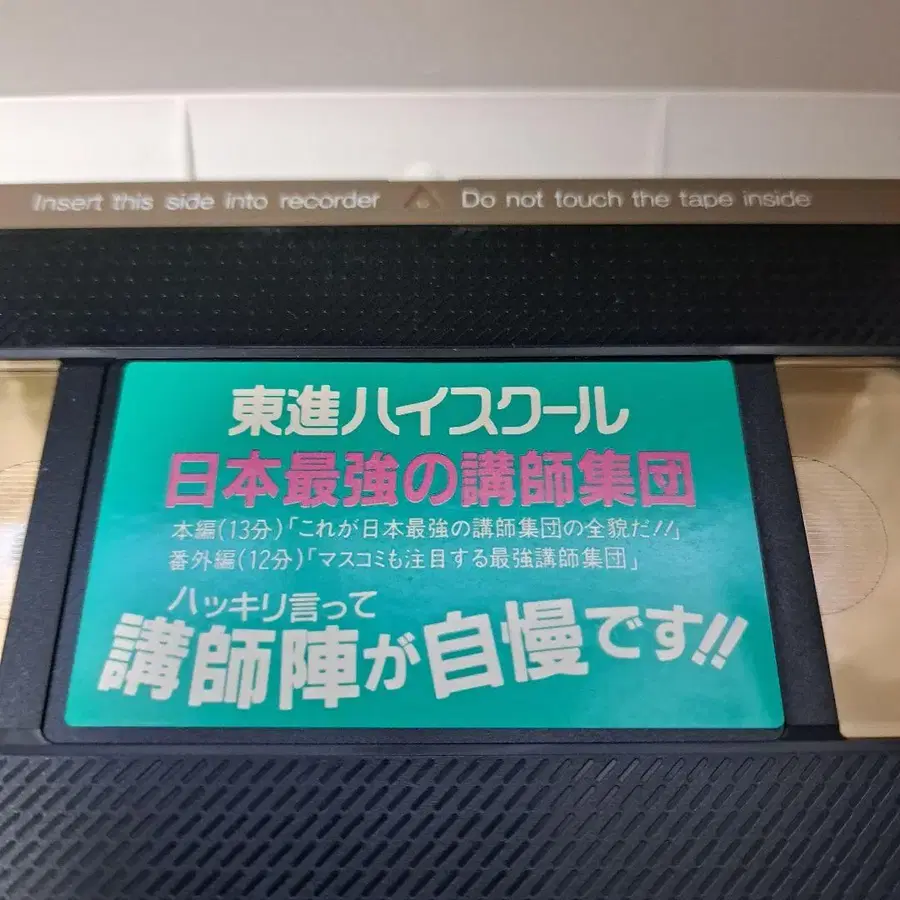 Insert this side into recorder △ Do not touch the tape inside
東進ハイスクール
日本最強の講師集団
本編(13分)「これが日本最強の講師集団の全貌だ!!」
番外編(12分)「マスコミも注目する最強講師集団」
ハッキリ言って
講師陣が自慢です!!